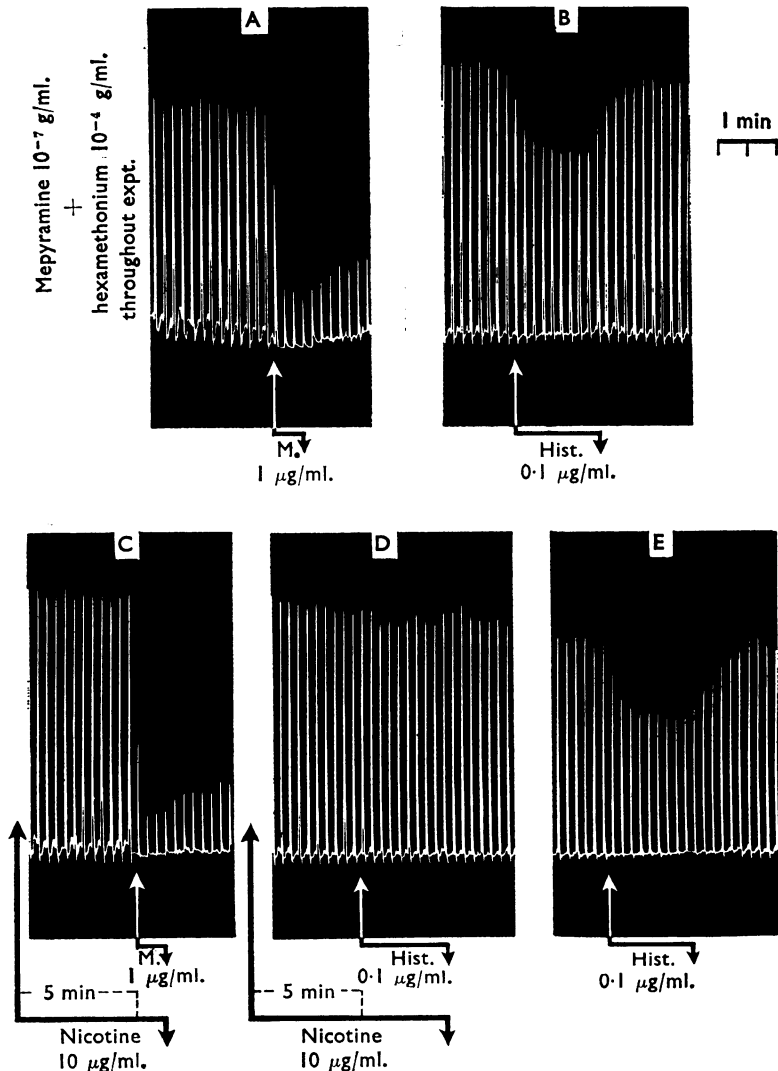 A
B
1 min
Mepyramine 10⁻⁷ g/ml.
+
hexamethonium 10⁻⁴ g/ml.
throughout expt.
M.
1 μg/ml.
Hist.
0·1 μg/ml.
C
D
E
M.
1 μg/ml.
Hist.
0·1 μg/ml.
Hist.
0·1 μg/ml.
5 min
5 min
Nicotine
10 μg/ml.
Nicotine
10 μg/ml.